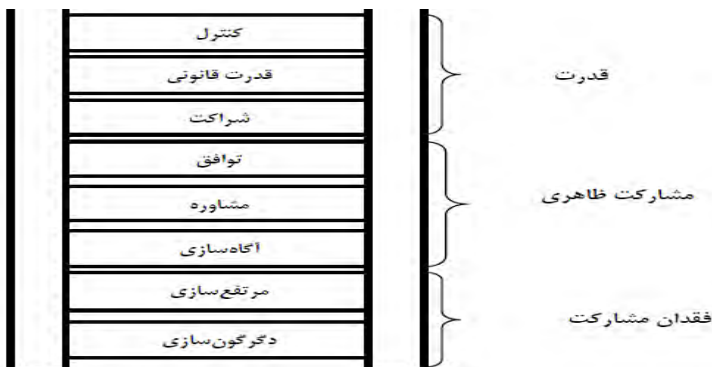 کنترل
قدرت قانونی
شراکت
قدرت
توافق
مشاوره
آگاه‌سازی
مشارکت ظاهری
مرتفع‌سازی
دگرگون‌سازی
فقدان مشارکت